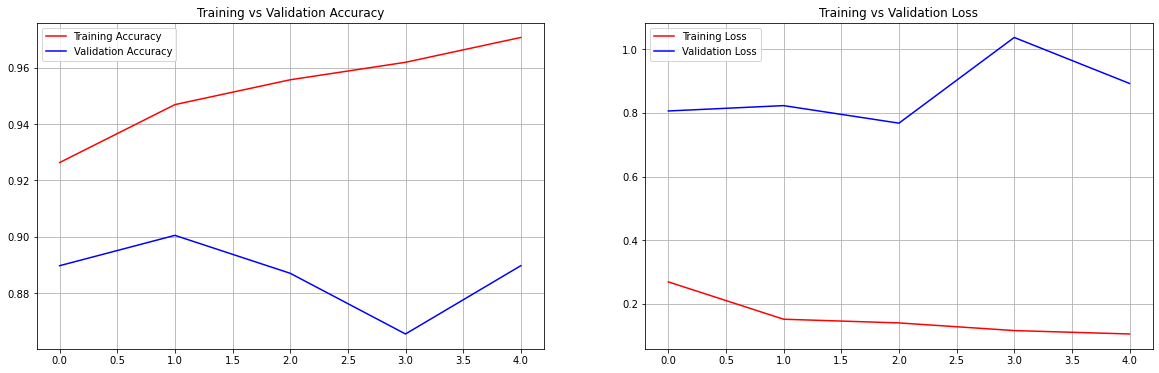 Training vs Validation Accuracy
Training Accuracy
Validation Accuracy
0.96
0.94
0.92
0.90
0.88
0.0 0.5 1.0 1.5 2.0 2.5 3.0 3.5 4.0
Training vs Validation Loss
Training Loss
Validation Loss
1.0
0.8
0.6
0.4
0.2
0.0 0.5 1.0 1.5 2.0 2.5 3.0 3.5 4.0